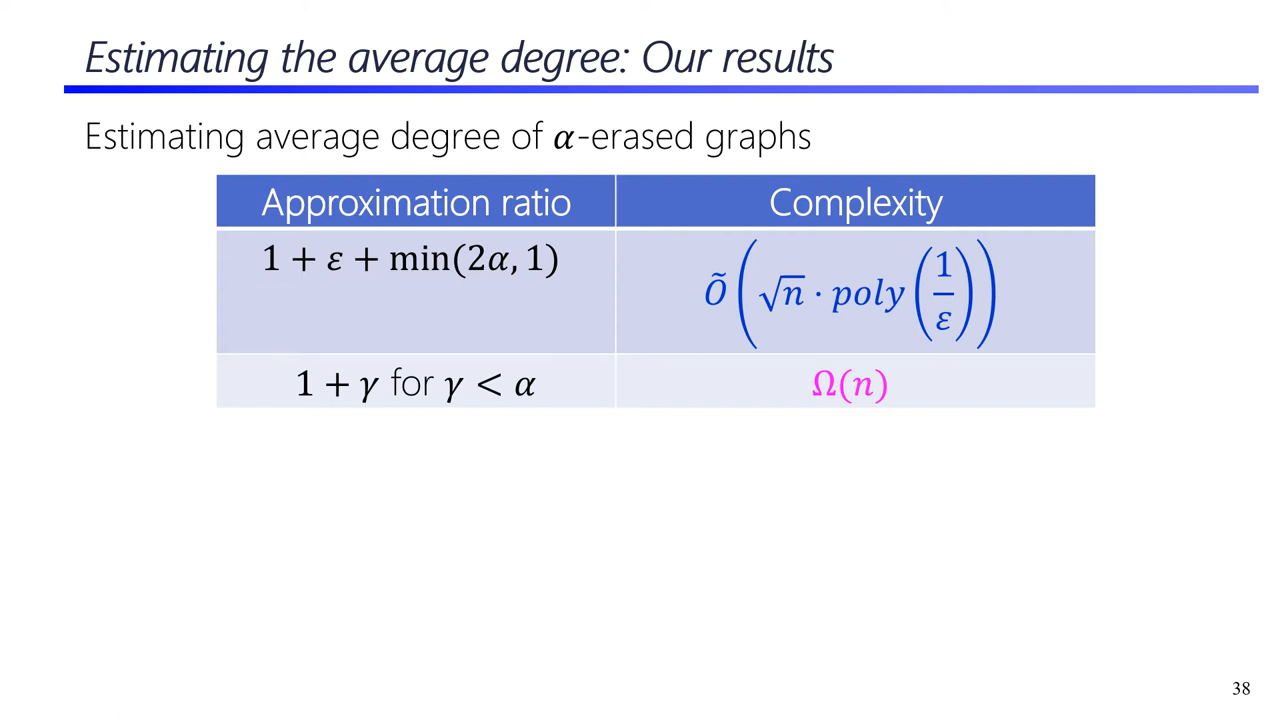 Estimating the average degree: Our results
Estimating average degree of α-erased graphs
Approximation ratio
Complexity
1 + ε + min(2α, 1)
Õ(√n · poly(1/ε))
1 + γ for γ < α
Ω(n)
38